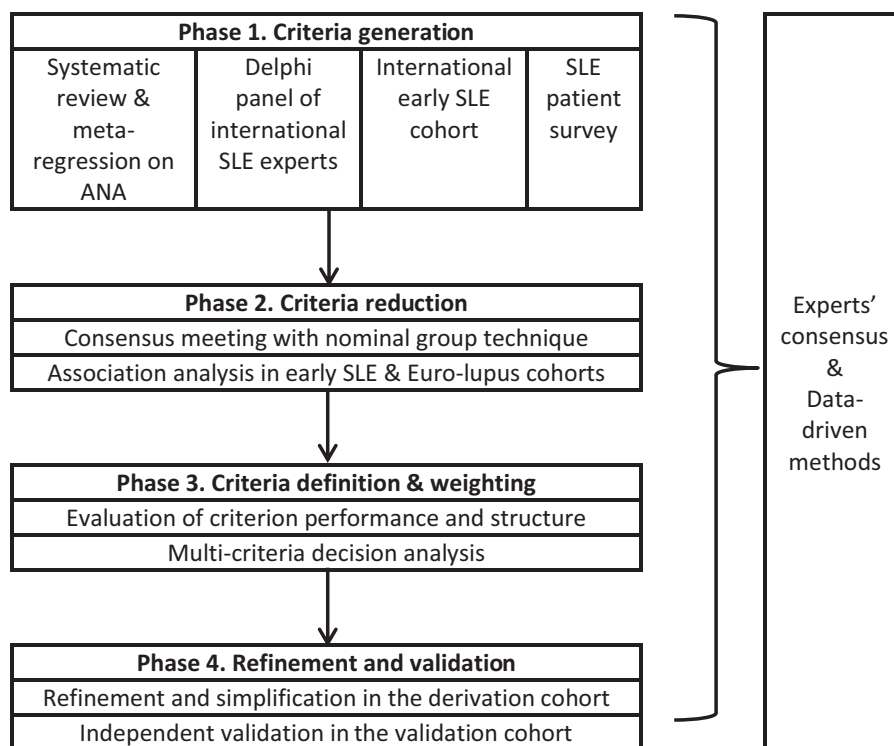 Phase 1. Criteria generation
Systematic
review &
meta-
regression on
ANA
Delphi
panel of
international
SLE experts
International
early SLE
cohort
SLE
patient
survey
Phase 2. Criteria reduction
Consensus meeting with nominal group technique
Association analysis in early SLE & Euro-lupus cohorts
Phase 3. Criteria definition & weighting
Evaluation of criterion performance and structure
Multi-criteria decision analysis
Phase 4. Refinement and validation
Refinement and simplification in the derivation cohort
Independent validation in the validation cohort
Experts’
consensus
&
Data-
driven
methods